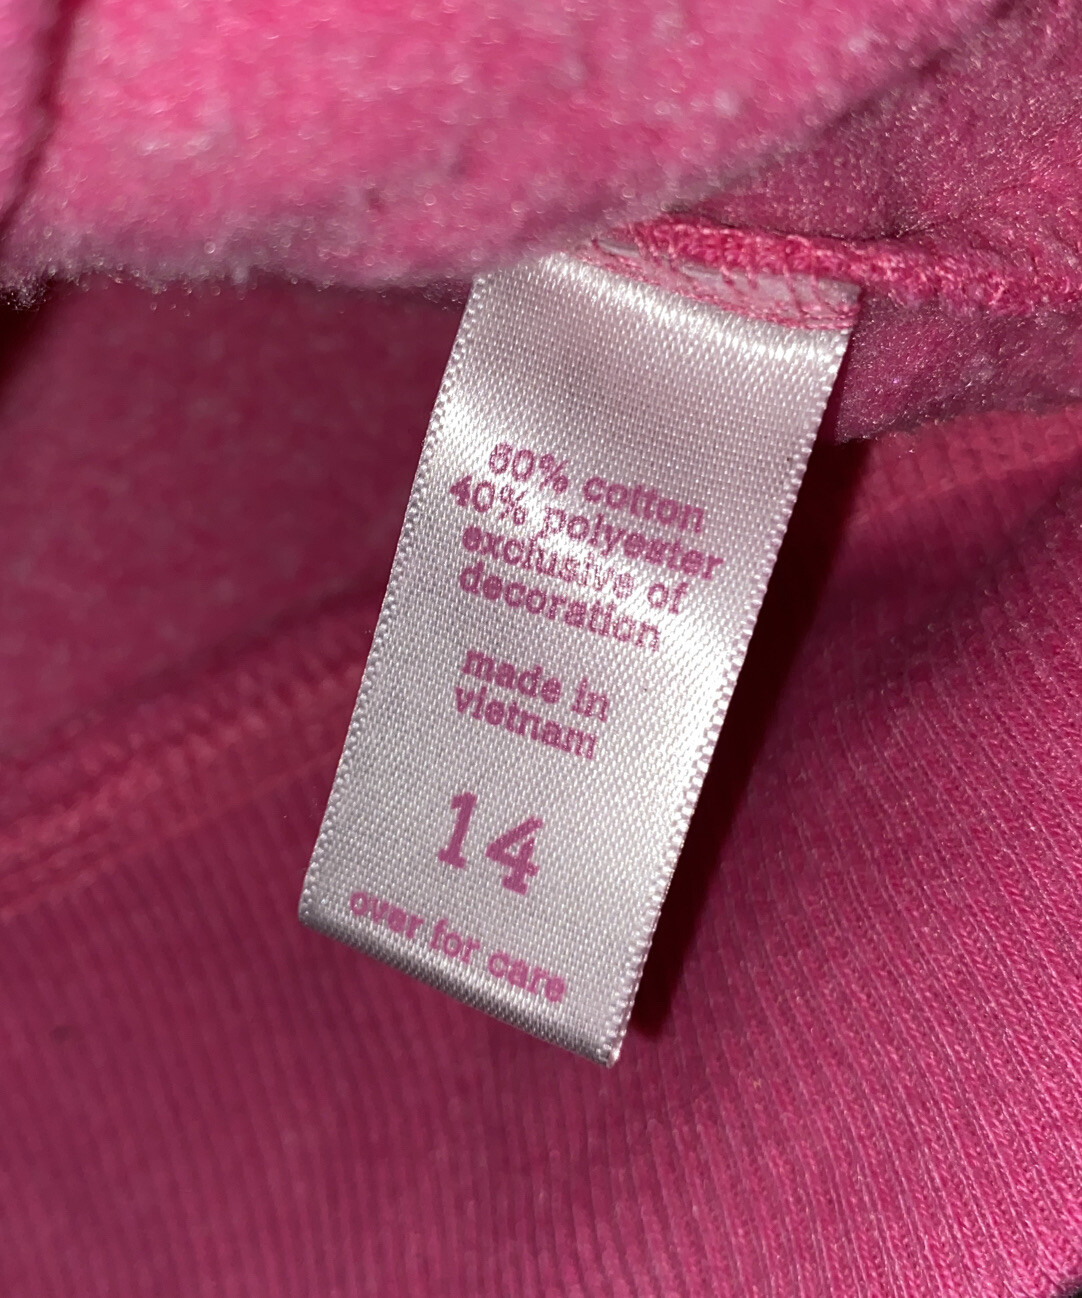 60% cotton
40% polyester
exclusive of
decoration
made in
vietnam
14
over for care